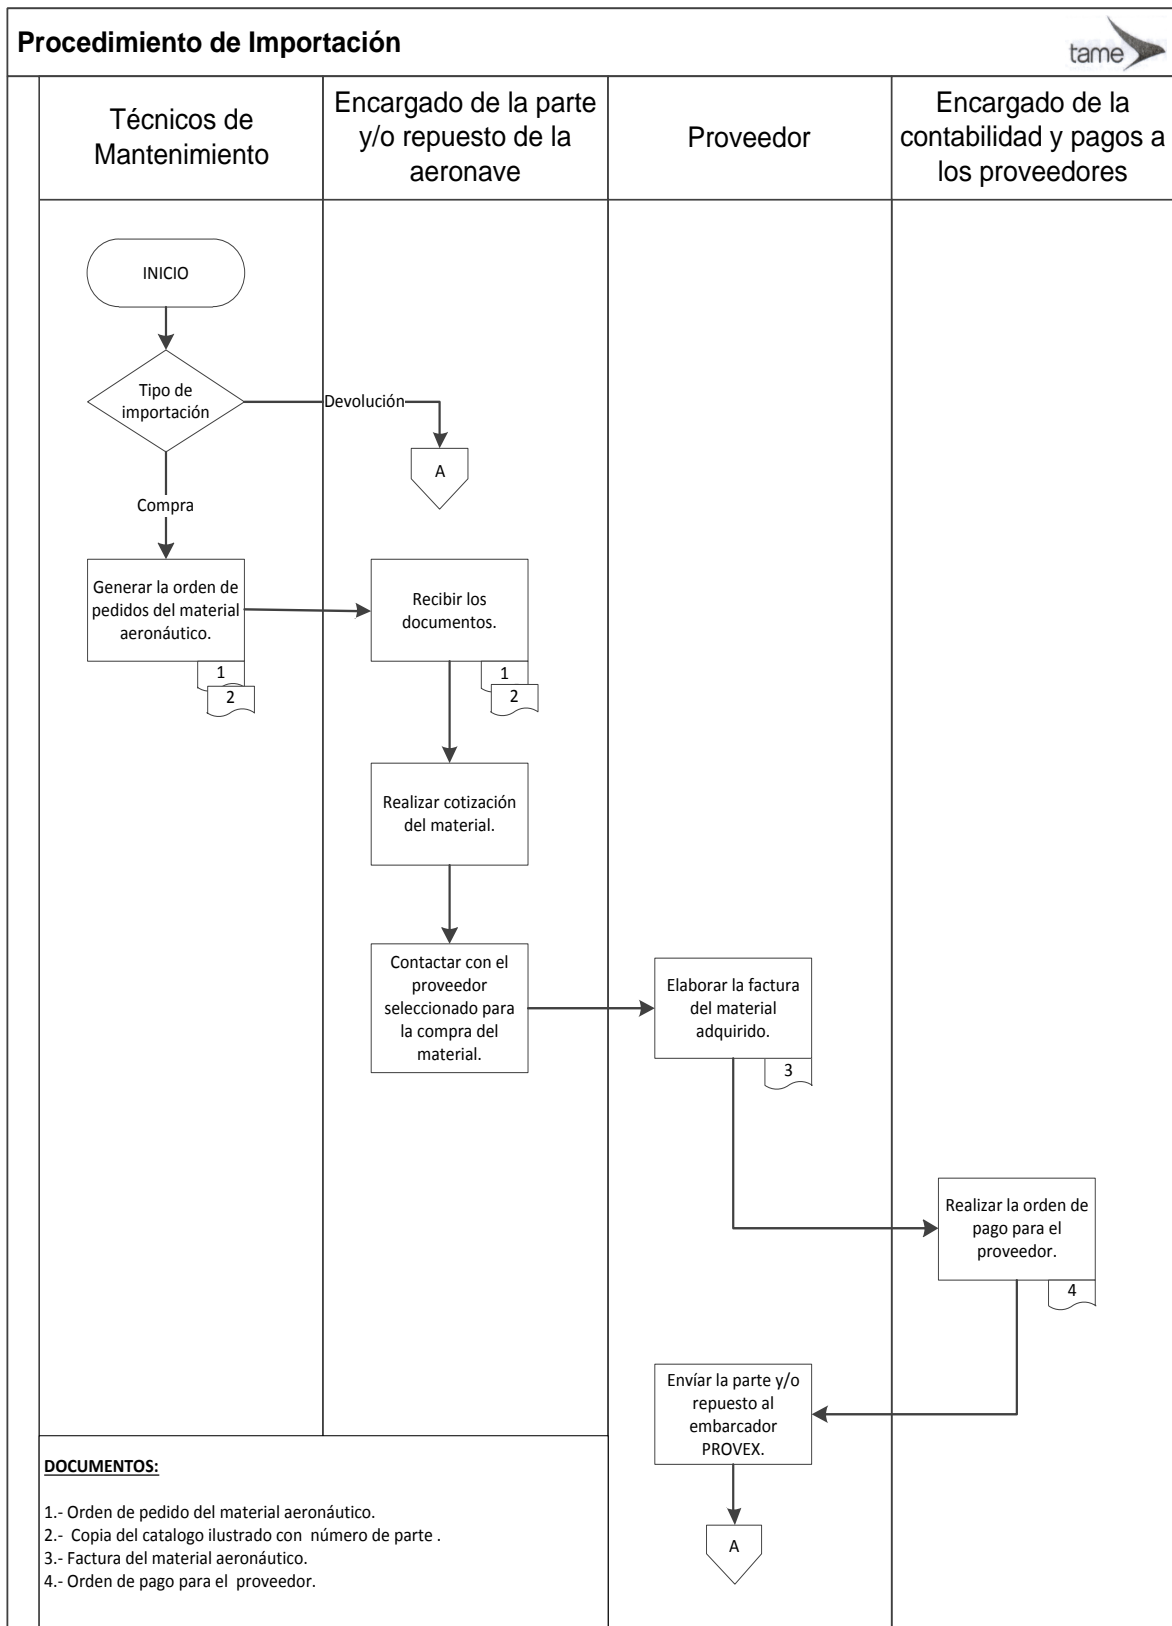 Procedimiento de Importación
tame
Técnicos de
Mantenimiento
Encargado de la parte
y/o repuesto de la
aeronave
Proveedor
Encargado de la
contabilidad y pagos a
los proveedores
INICIO
Tipo de
importación
Devolución
A
Compra
Generar la orden de
pedidos del material
aeronáutico.
1
2
Recibir los
documentos.
1
2
Realizar cotización
del material.
Contactar con el
proveedor
seleccionado para
la compra del
material.
Elaborar la factura
del material
adquirido.
3
Realizar la orden de
pago para el
proveedor.
4
Envíar la parte y/o
repuesto al
embarcador
PROVEX.
A
DOCUMENTOS:
1.- Orden de pedido del material aeronáutico.
2.- Copia del catalogo ilustrado con número de parte .
3.- Factura del material aeronáutico.
4.- Orden de pago para el proveedor.